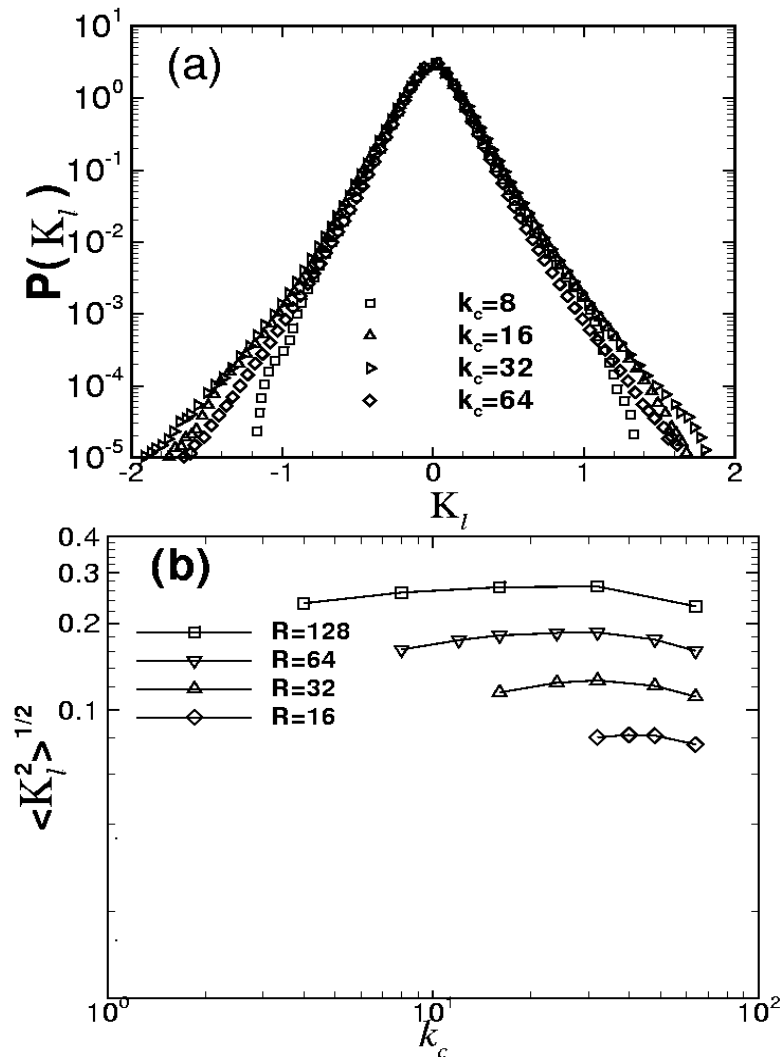 (a)
P(K_l)
10^1
10^0
10^-1
10^-2
10^-3
10^-4
10^-5
k_c=8
k_c=16
k_c=32
k_c=64
-2 -1 0 1 2
K_l
(b)
<K_l^2>^1/2
0.4
0.3
0.2
0.1
R=128
R=64
R=32
R=16
10^0 10^1 10^2
k_c